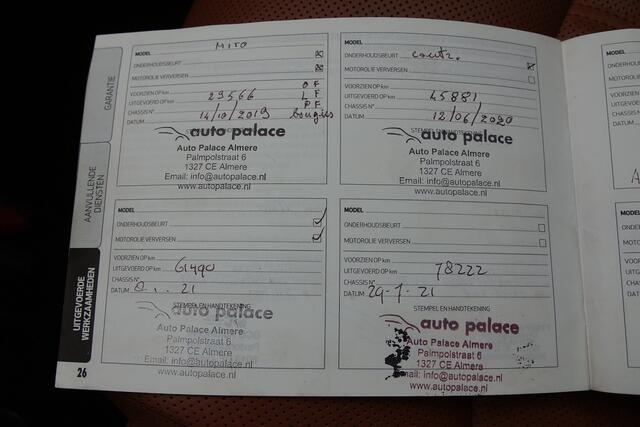 GARANTIE
AANVULLENDE
DIENSTEN
UITGEVOERDE
WERKZAAMHEDEN
26
MODEL MITO
ONDERHOUDSBEURT
MOTOROLIE VERVERSEN
VOORZIEN OP km OF
UITGEVOERD OP km 29566 LF
CHASSIS N° PF
DATUM 14/10/2019 bougies
auto palace
Auto Palace Almere
Palmpolstraat 6
1327 CE Almere
Email: info@autopalace.nl
www.autopalace.nl
MODEL
ONDERHOUDSBEURT
MOTOROLIE VERVERSEN
VOORZIEN OP km
UITGEVOERD OP km 45881
CHASSIS N°
DATUM 12/06/2020
STEMPEL EN HANDTEKENING
auto palace
Auto Palace Almere
Palmpolstraat 6
1327 CE Almere
Email: info@autopalace.nl
www.autopalace.nl
MODEL
ONDERHOUDSBEURT
MOTOROLIE VERVERSEN
VOORZIEN OP km
UITGEVOERD OP km 61490
CHASSIS N°
DATUM 21
STEMPEL EN HANDTEKENING
auto palace
Auto Palace Almere
Palmpolstraat 6
1327 CE Almere
Email: info@autopalace.nl
www.autopalace.nl
MODEL
ONDERHOUDSBEURT
MOTOROLIE VERVERSEN
VOORZIEN OP km
UITGEVOERD OP km 78222
CHASSIS N°
DATUM 29-7-21
STEMPEL EN HANDTEKENING
auto palace
Auto Palace Almere
Palmpolstraat 6
1327 CE Almere
Email: info@autopalace.nl
www.autopalace.nl